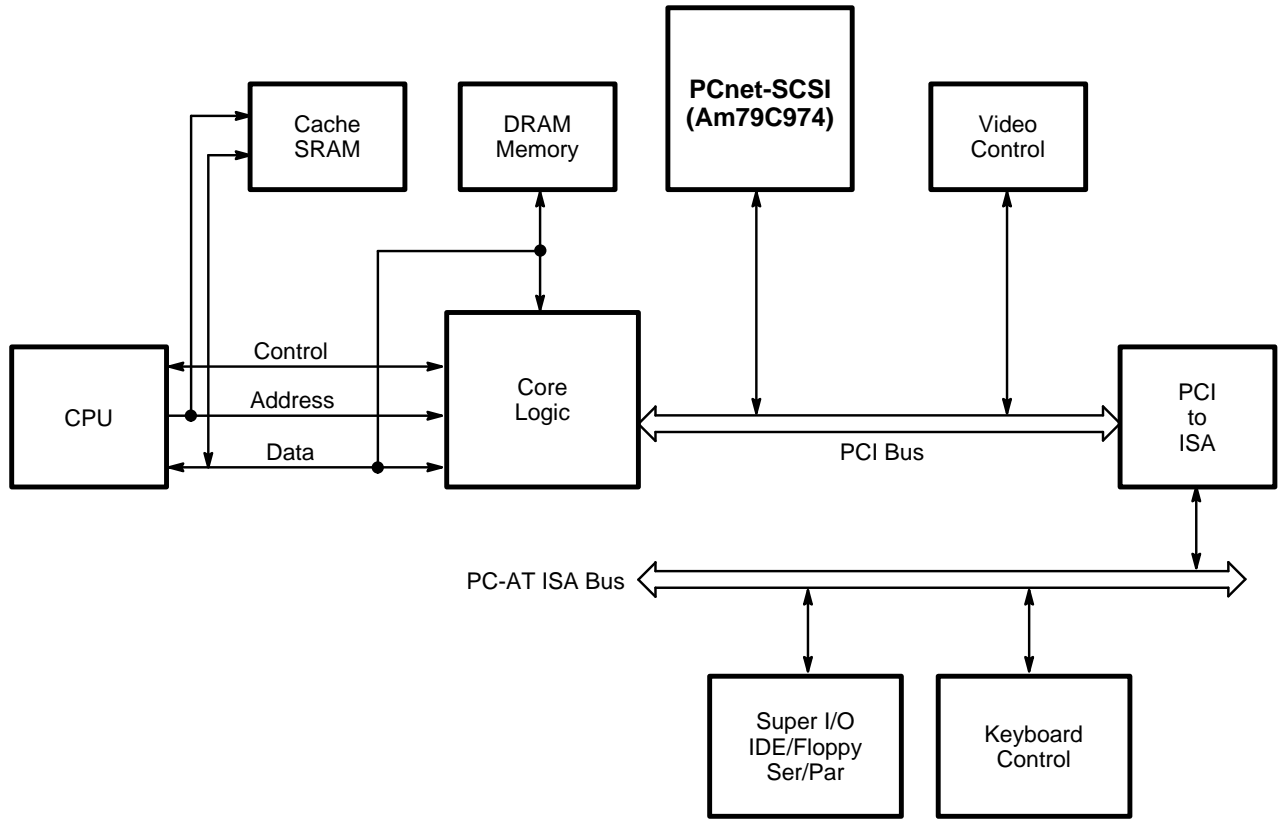 PCnet-SCSI
(Am79C974)
Cache
SRAM
DRAM
Memory
Video
Control
Control
CPU
Address
Data
Core
Logic
PCI Bus
PCI
to
ISA
PC-AT ISA Bus
Super I/O
IDE/Floppy
Ser/Par
Keyboard
Control